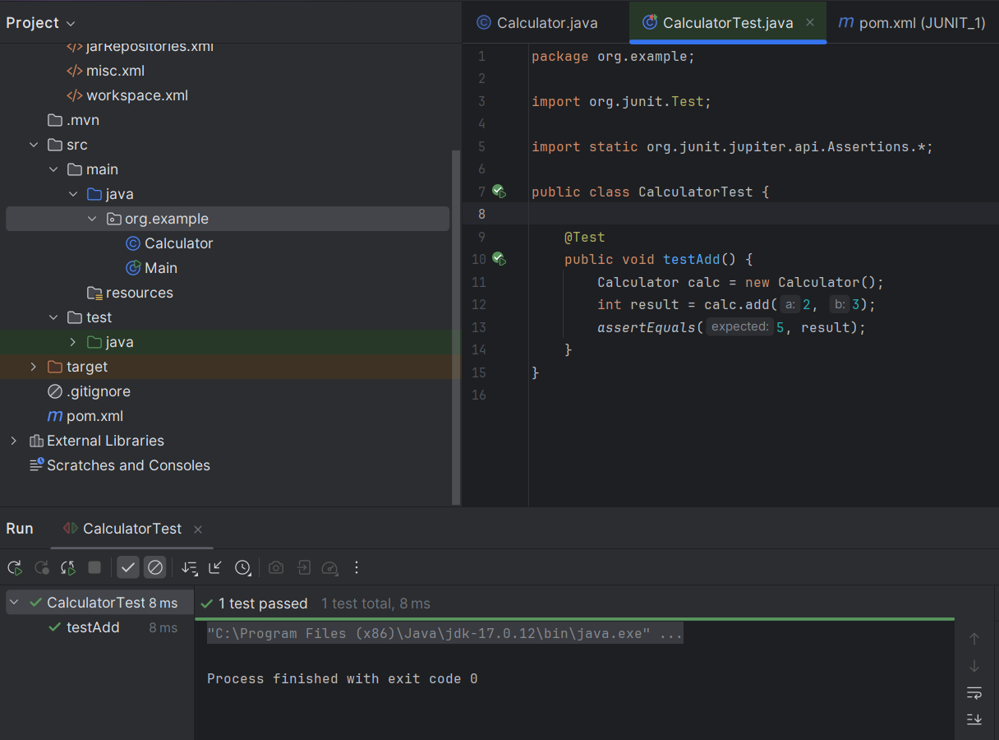 Project
Calculator.java
CalculatorTest.java
pom.xml (JUNIT_1)
jarRepositories.xml
misc.xml
workspace.xml
.mvn
src
main
java
org.example
Calculator
Main
resources
test
java
target
.gitignore
pom.xml
External Libraries
Scratches and Consoles
1 package org.example;
2
3 import org.junit.Test;
4
5 import static org.junit.jupiter.api.Assertions.*;
6
7 public class CalculatorTest {
8
9 @Test
10 public void testAdd() {
11 Calculator calc = new Calculator();
12 int result = calc.add( a: 2, b: 3);
13 assertEquals( expected: 5, result);
14 }
15 }
16
Run
CalculatorTest
CalculatorTest 8 ms
testAdd 8 ms
1 test passed 1 test total, 8 ms
"C:\Program Files (x86)\Java\jdk-17.0.12\bin\java.exe" ...
Process finished with exit code 0